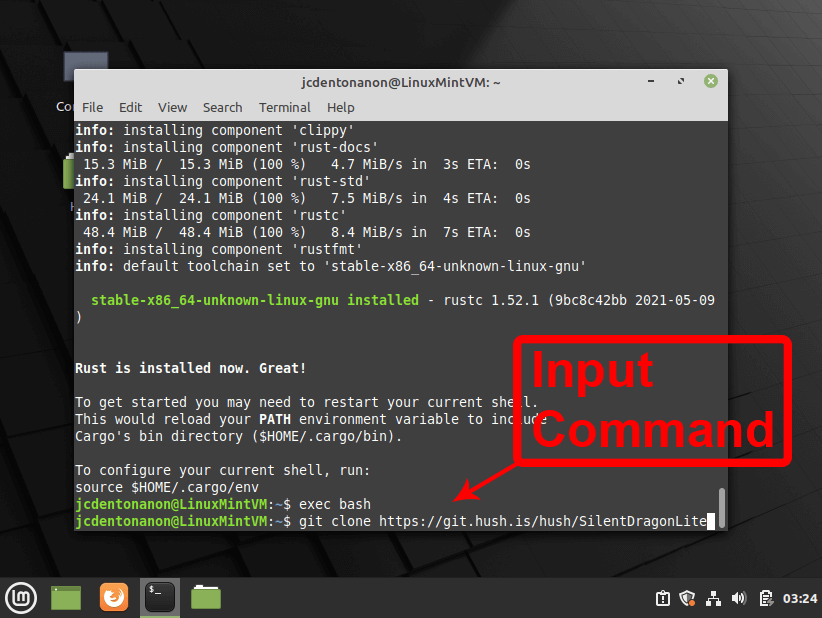 jcdentonanon@LinuxMintVM: ~
File Edit View Search Terminal Help
info: installing component 'clippy'
info: installing component 'rust-docs'
15.3 MiB / 15.3 MiB (100 %) 4.7 MiB/s in 3s ETA: 0s
info: installing component 'rust-std'
24.1 MiB / 24.1 MiB (100 %) 7.5 MiB/s in 4s ETA: 0s
info: installing component 'rustc'
48.4 MiB / 48.4 MiB (100 %) 8.4 MiB/s in 7s ETA: 0s
info: installing component 'rustfmt'
info: default toolchain set to 'stable-x86_64-unknown-linux-gnu'
stable-x86_64-unknown-linux-gnu installed - rustc 1.52.1 (9bc8c42bb 2021-05-09
)
Rust is installed now. Great!
To get started you may need to restart your current shell.
This would reload your PATH environment variable to include
Cargo's bin directory ($HOME/.cargo/bin).
To configure your current shell, run:
source $HOME/.cargo/env
jcdentonanon@LinuxMintVM:~$ exec bash
jcdentonanon@LinuxMintVM:~$ git clone https://git.hush.is/hush/SilentDragonLite
Input
Command
03:24